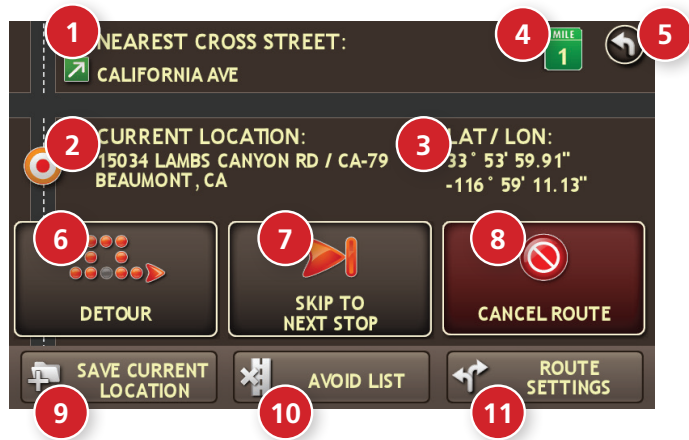 1
NEAREST CROSS STREET:
CALIFORNIA AVE
4
MILE
1
5
2
CURRENT LOCATION:
15034 LAMBS CANYON RD / CA-79
BEAUMONT, CA
3
LAT / LON:
33° 53' 59.91"
-116° 59' 11.13"
6
DETOUR
7
SKIP TO
NEXT STOP
8
CANCEL ROUTE
SAVE CURRENT
LOCATION
9
AVOID LIST
10
ROUTE
SETTINGS
11